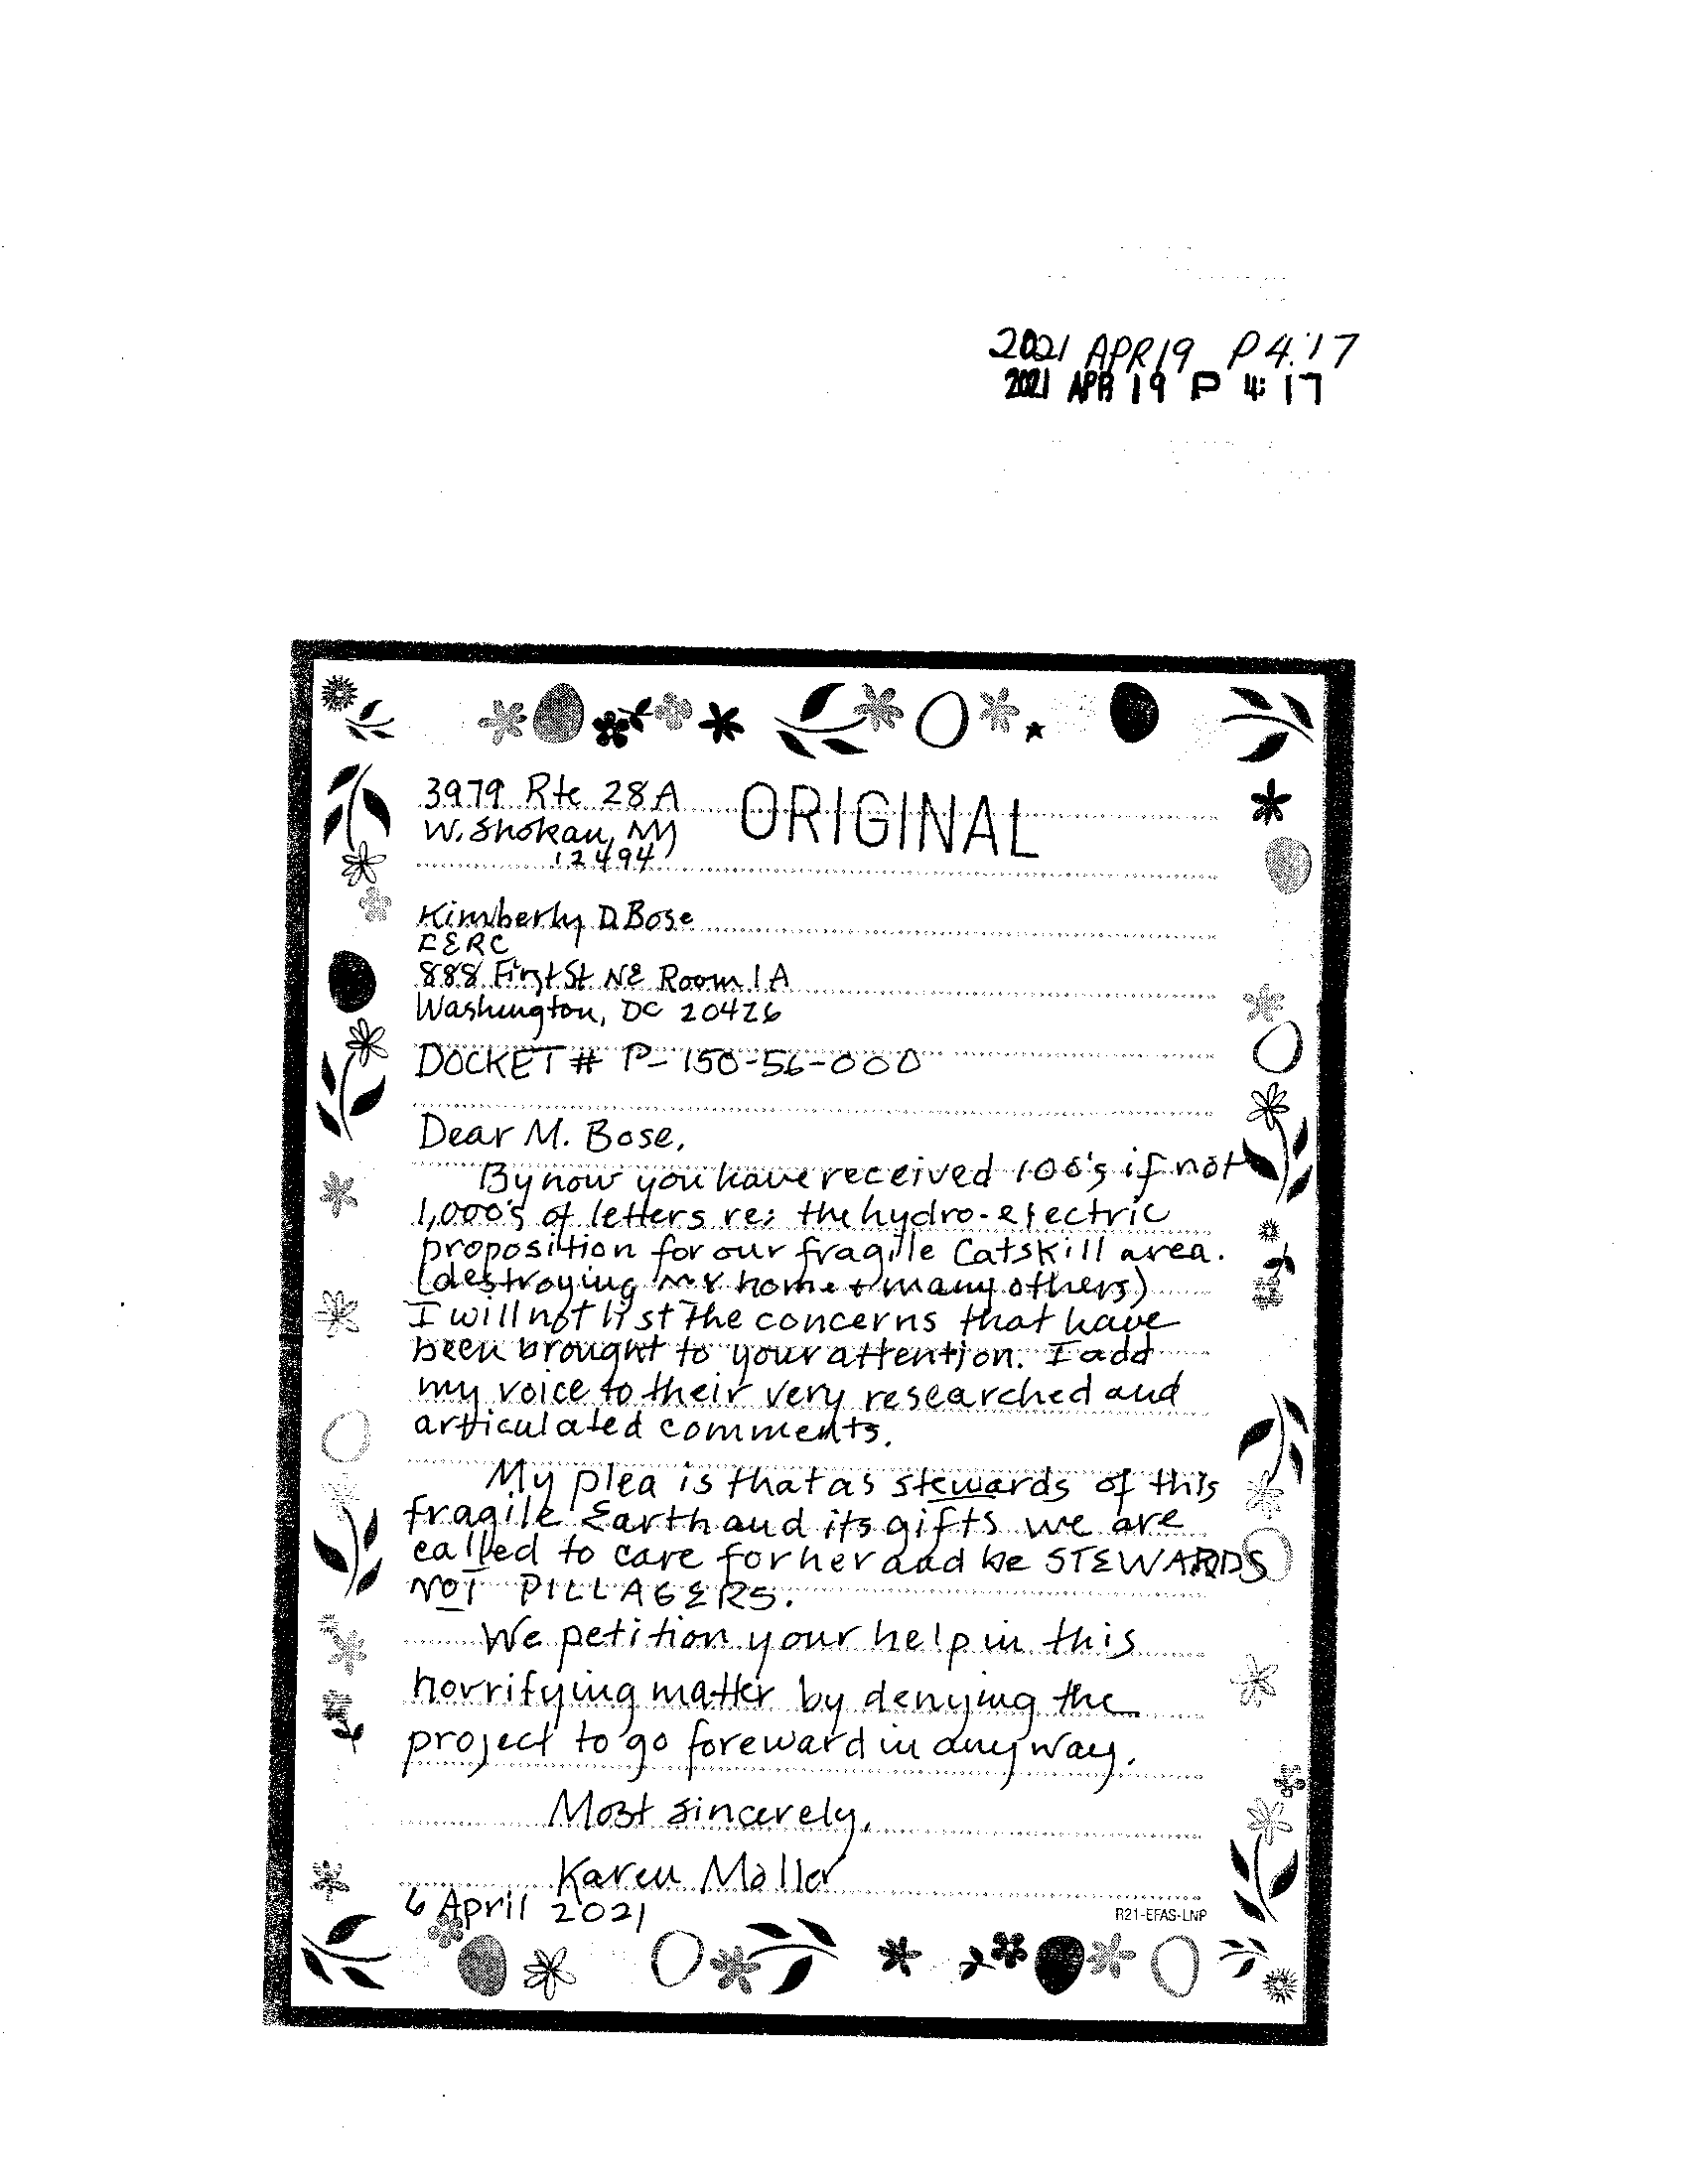 2021 APR 19 P 4:17
2021 APR 19 P 4: 17
3979 Rte 28A
ORIGINAL
W. Shokan, NY
12494
Kimberly D. Bose
FERC
888 First St NE Room 1A
Washington, DC 20426
DOCKET # P-150-56-000
Dear M. Bose,
By now you have received 100's if not
1,000's of letters re: the hydro-electric
proposition for our fragile Catskill area.
(destroying my home + many others)
I will not list the concerns that have
been brought to your attention. I add
my voice to their very researched and
articulated comments.
My plea is that as stewards of this
fragile Earth and its gifts we are
called to care for her and be STEWARDS
NOT PILLAGERS.
We petition your help in this
horrifying matter by denying the
project to go foreward in any way.
Most sincerely,
Karen Moller
6 April 2021
R21-EFAS-LNP